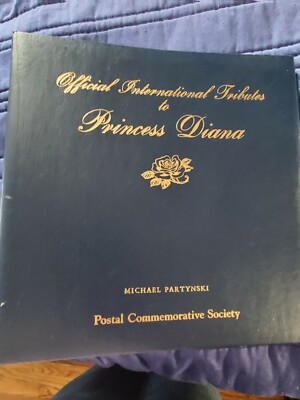 Official International Tributes
to
Princess Diana
MICHAEL PARTYNSKI
Postal Commemorative Society